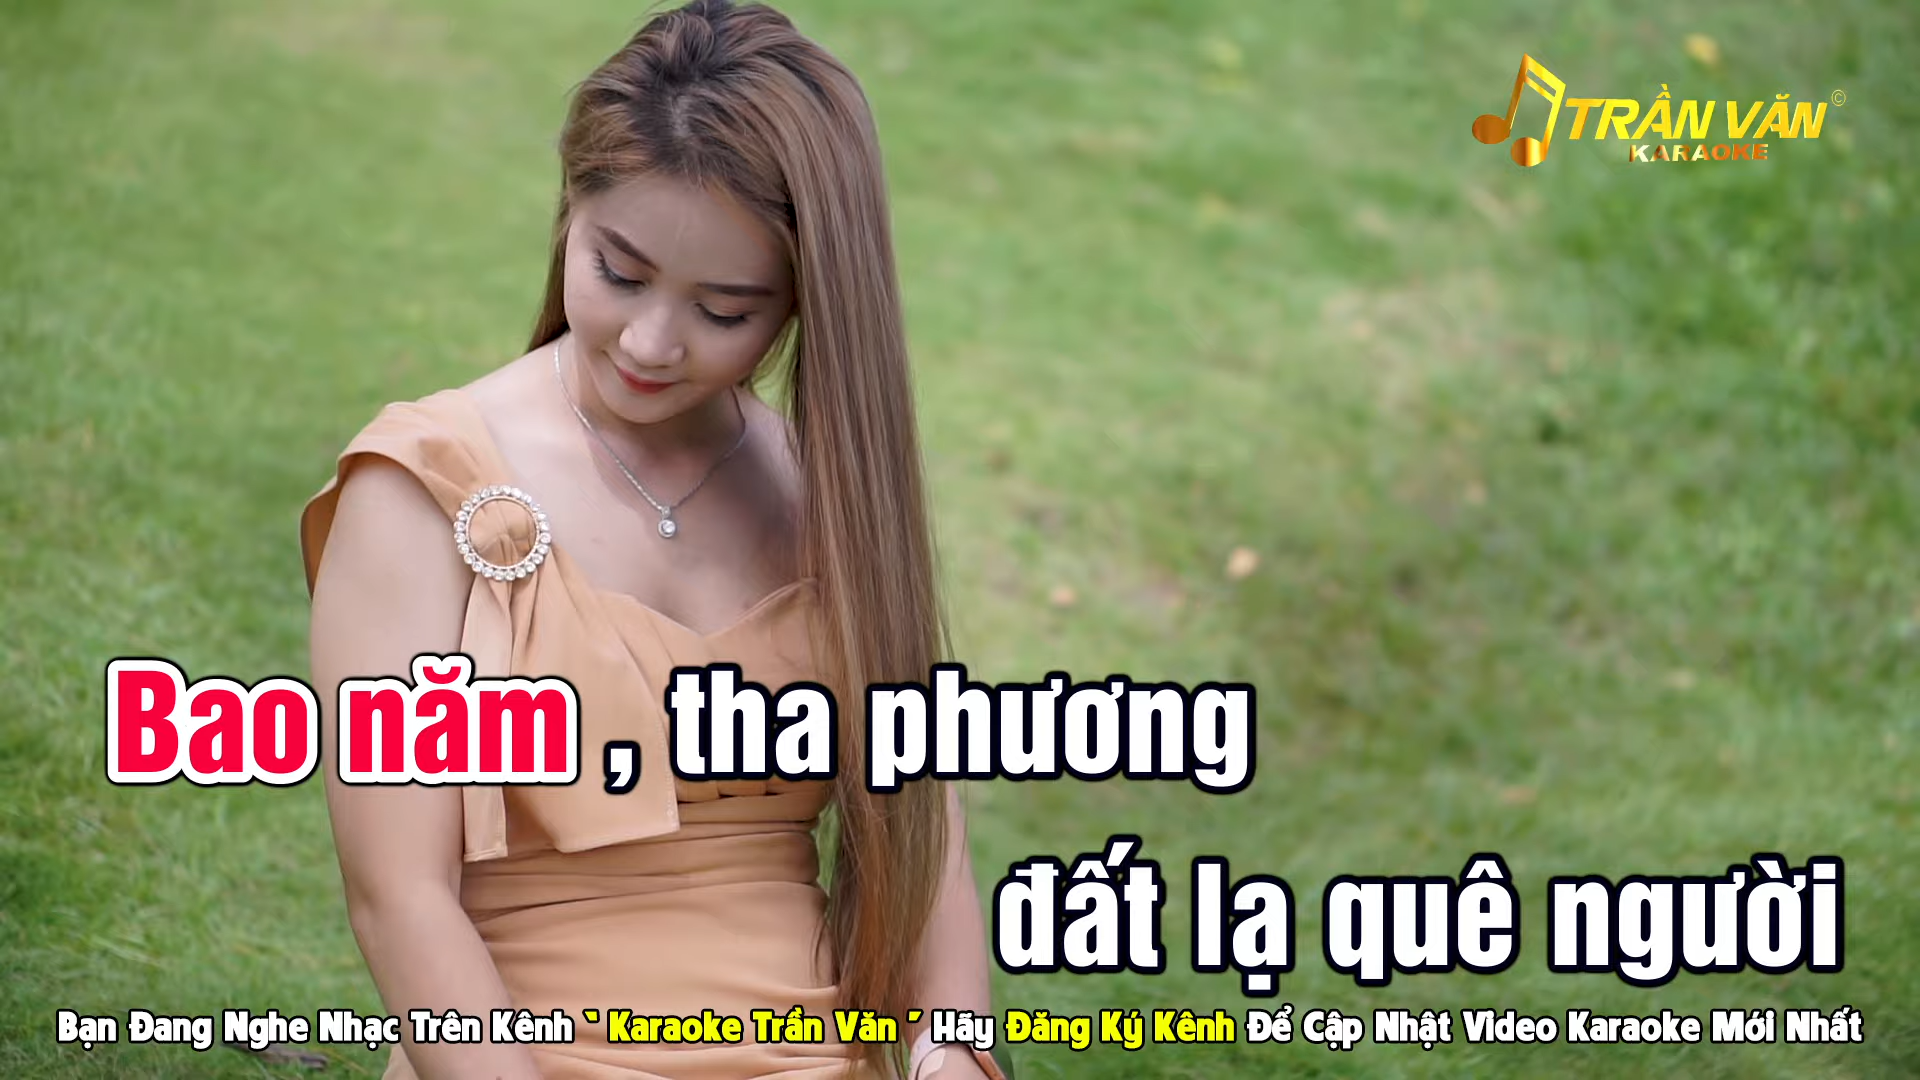 TRẦN VĂN ©
KARAOKE
Bao năm , tha phương
đất lạ quê người
Bạn Đang Nghe Nhạc Trên Kênh ` Karaoke Trần Văn ´ Hãy Đăng Ký Kênh Để Cập Nhật Video Karaoke Mới Nhất